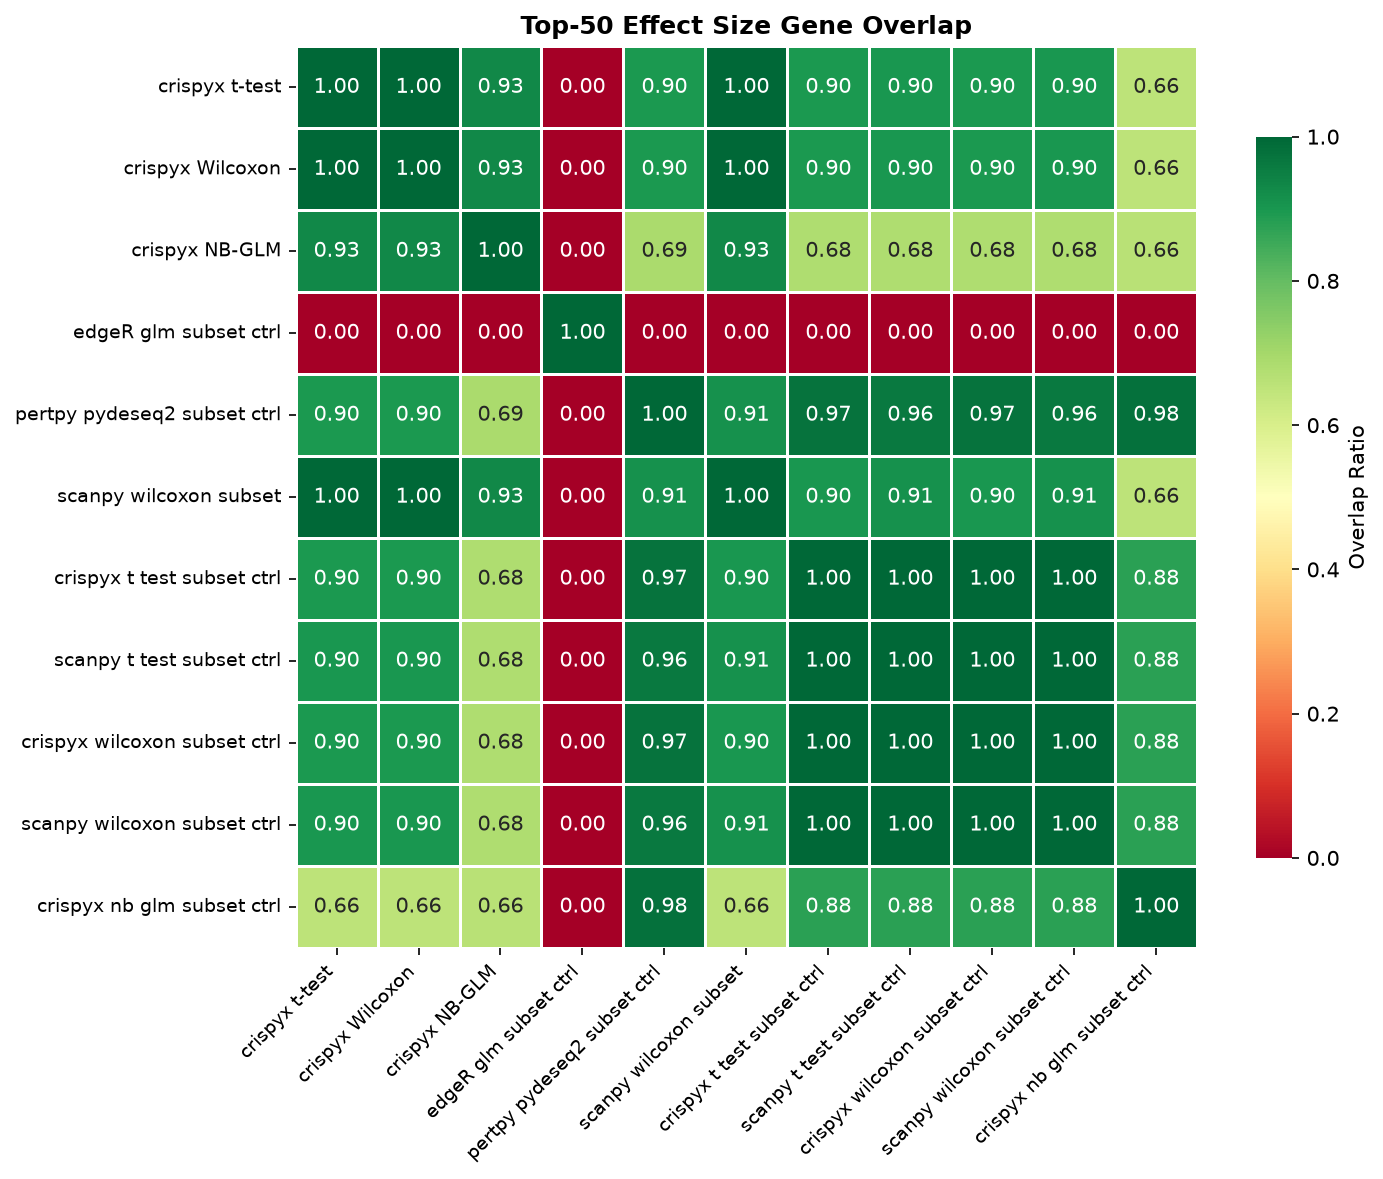 Top-50 Effect Size Gene Overlap
crispyx t-test 1.00 1.00 0.93 0.00 0.90 1.00 0.90 0.90 0.90 0.90 0.66
crispyx Wilcoxon 1.00 1.00 0.93 0.00 0.90 1.00 0.90 0.90 0.90 0.90 0.66
crispyx NB-GLM 0.93 0.93 1.00 0.00 0.69 0.93 0.68 0.68 0.68 0.68 0.66
edgeR glm subset ctrl 0.00 0.00 0.00 1.00 0.00 0.00 0.00 0.00 0.00 0.00 0.00
pertpy pydeseq2 subset ctrl 0.90 0.90 0.69 0.00 1.00 0.91 0.97 0.96 0.97 0.96 0.98
scanpy wilcoxon subset 1.00 1.00 0.93 0.00 0.91 1.00 0.90 0.91 0.90 0.91 0.66
crispyx t test subset ctrl 0.90 0.90 0.68 0.00 0.97 0.90 1.00 1.00 1.00 1.00 0.88
scanpy t test subset ctrl 0.90 0.90 0.68 0.00 0.96 0.91 1.00 1.00 1.00 1.00 0.88
crispyx wilcoxon subset ctrl 0.90 0.90 0.68 0.00 0.97 0.90 1.00 1.00 1.00 1.00 0.88
scanpy wilcoxon subset ctrl 0.90 0.90 0.68 0.00 0.96 0.91 1.00 1.00 1.00 1.00 0.88
crispyx nb glm subset ctrl 0.66 0.66 0.66 0.00 0.98 0.66 0.88 0.88 0.88 0.88 1.00
crispyx t-test
crispyx Wilcoxon
crispyx NB-GLM
edgeR glm subset ctrl
pertpy pydeseq2 subset ctrl
scanpy wilcoxon subset
crispyx t test subset ctrl
scanpy t test subset ctrl
crispyx wilcoxon subset ctrl
scanpy wilcoxon subset ctrl
crispyx nb glm subset ctrl
1.0
0.8
0.6
0.4
0.2
0.0
Overlap Ratio